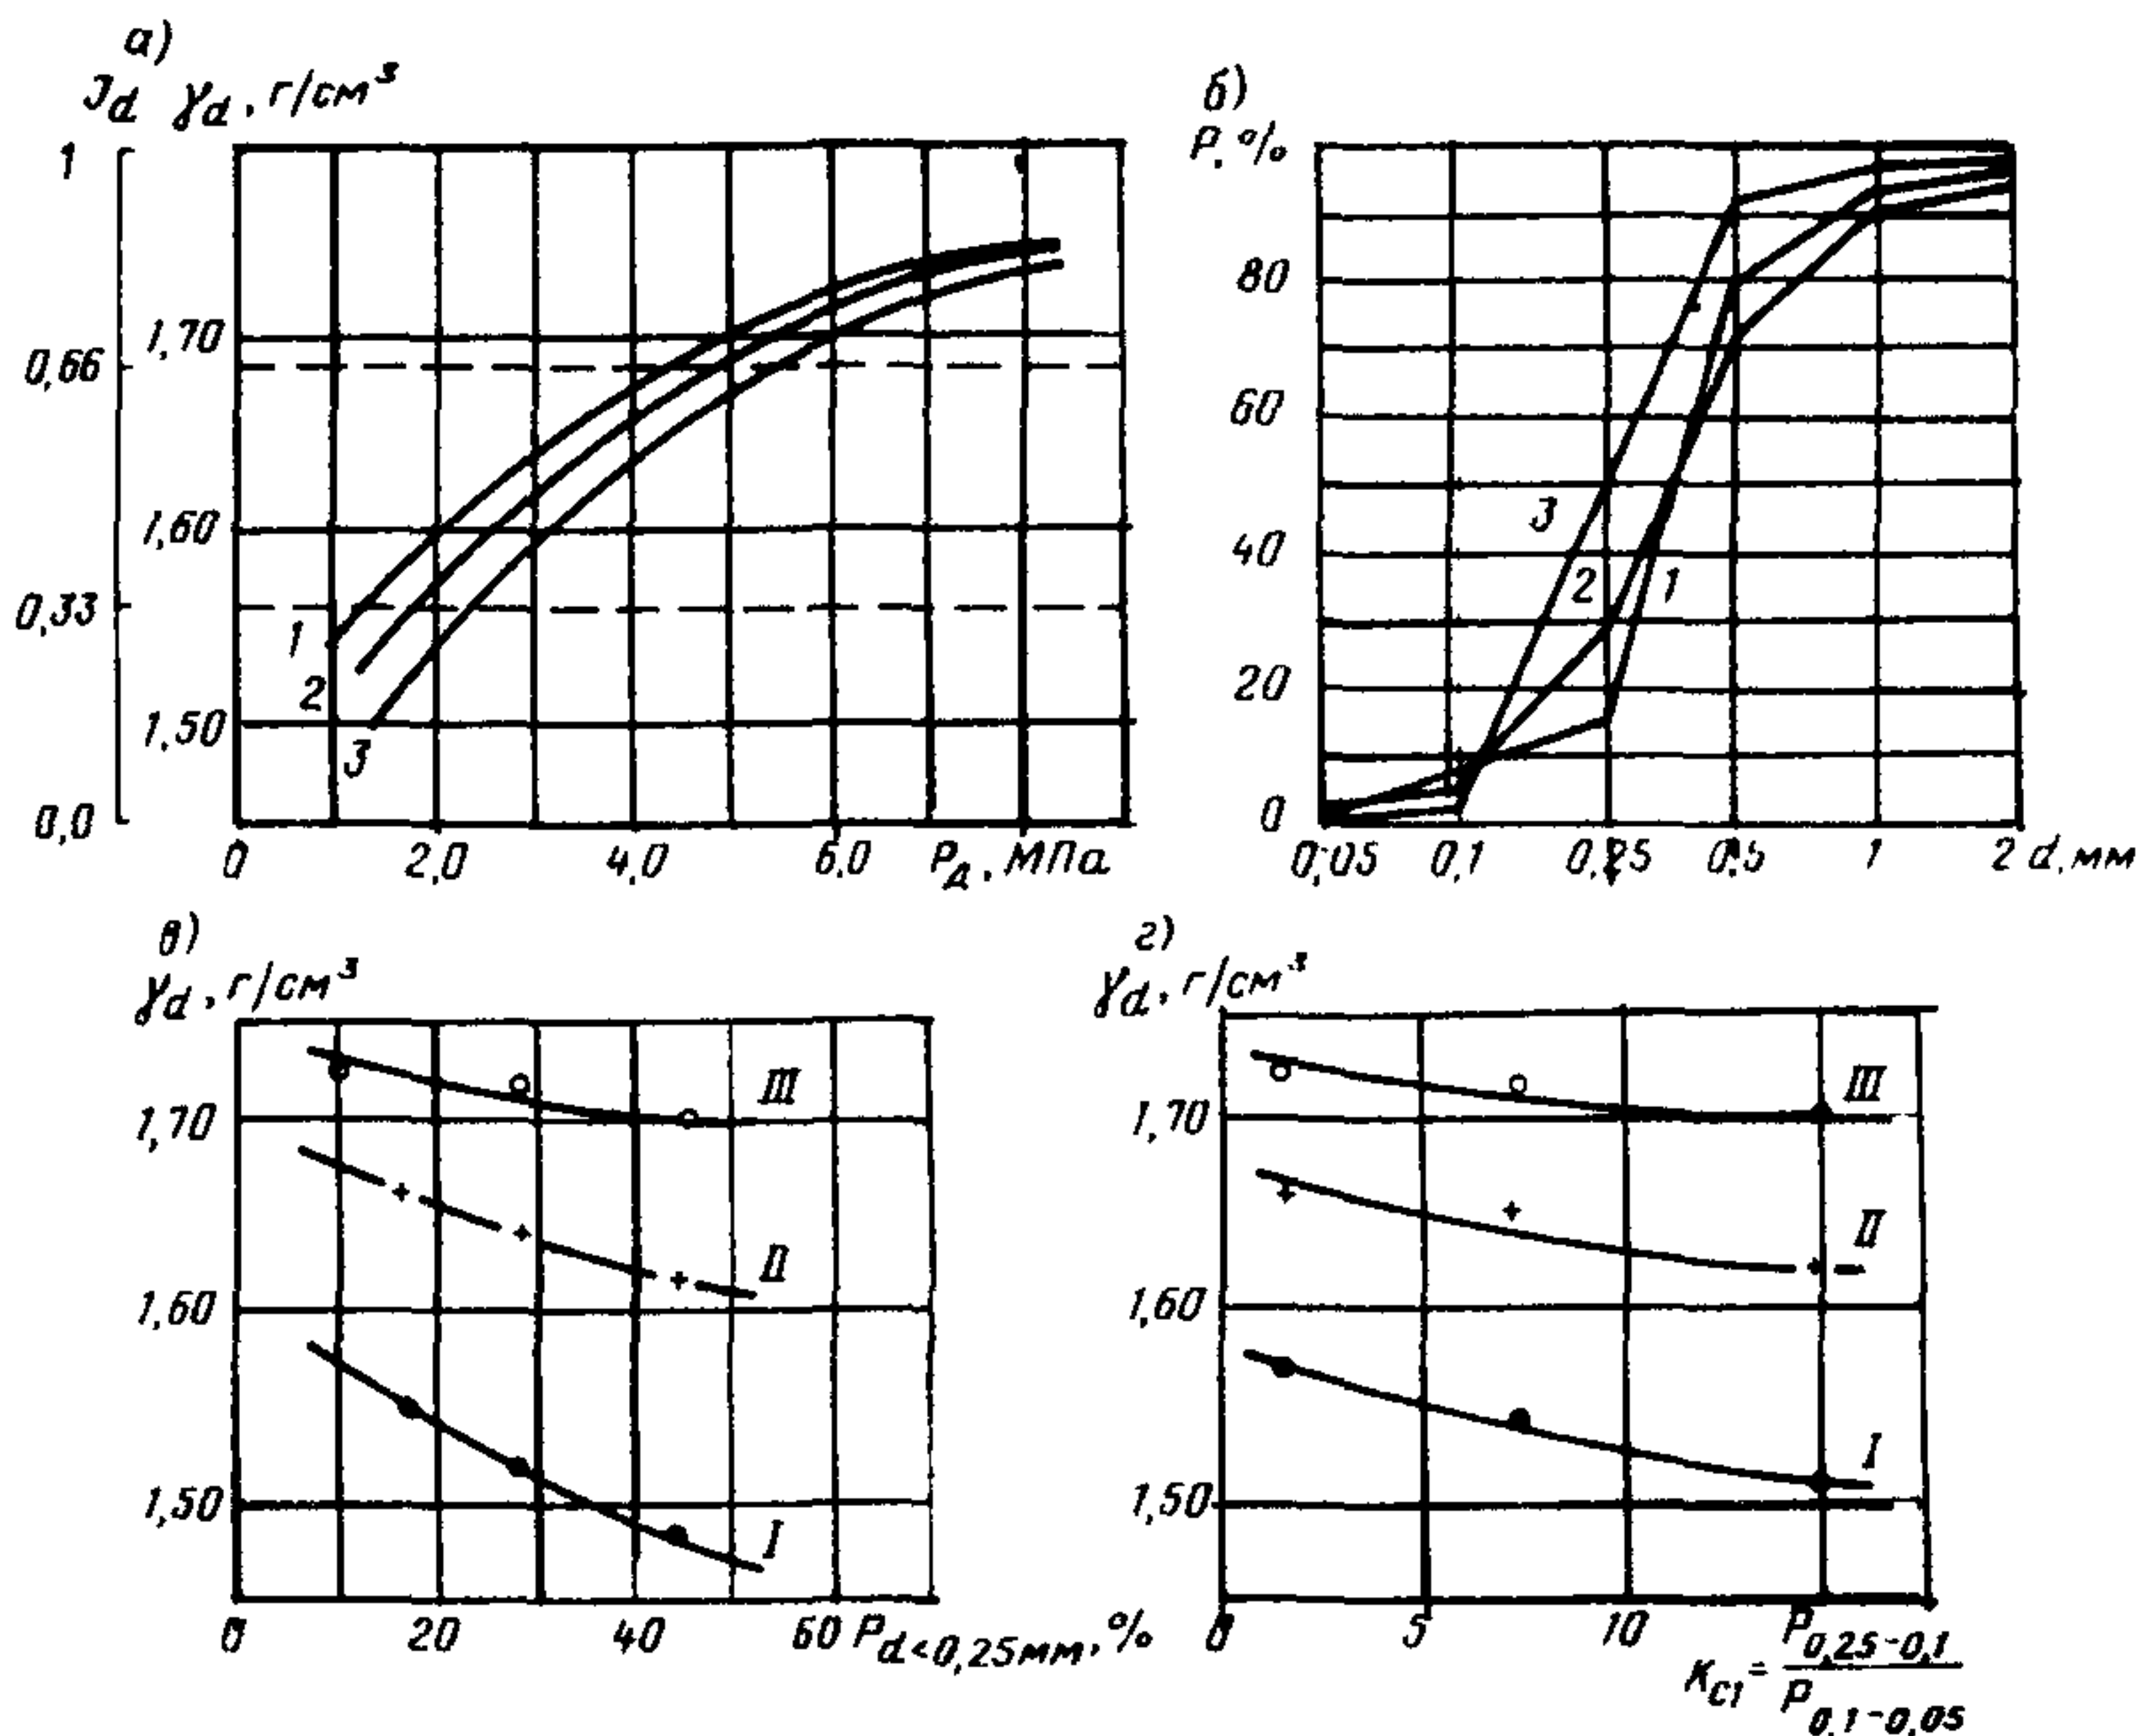 а)
Jd γd, г/см³
1
1,70
0,66
1,60
0,33
1,50
0,0
1
2
3
0 2,0 4,0 6,0 Pд, МПа
б)
P, %
80
60
40
20
0
3
2
1
0,05 0,1 0,25 0,5 1 2 d, мм
в)
γd, г/см³
1,70
1,60
1,50
III
II
I
0 20 40 60 Pd<0,25мм, %
г)
γd, г/см³
1,70
1,60
1,50
III
II
I
0 5 10
Kc1 = P0,25-0,1 / P0,1-0,05